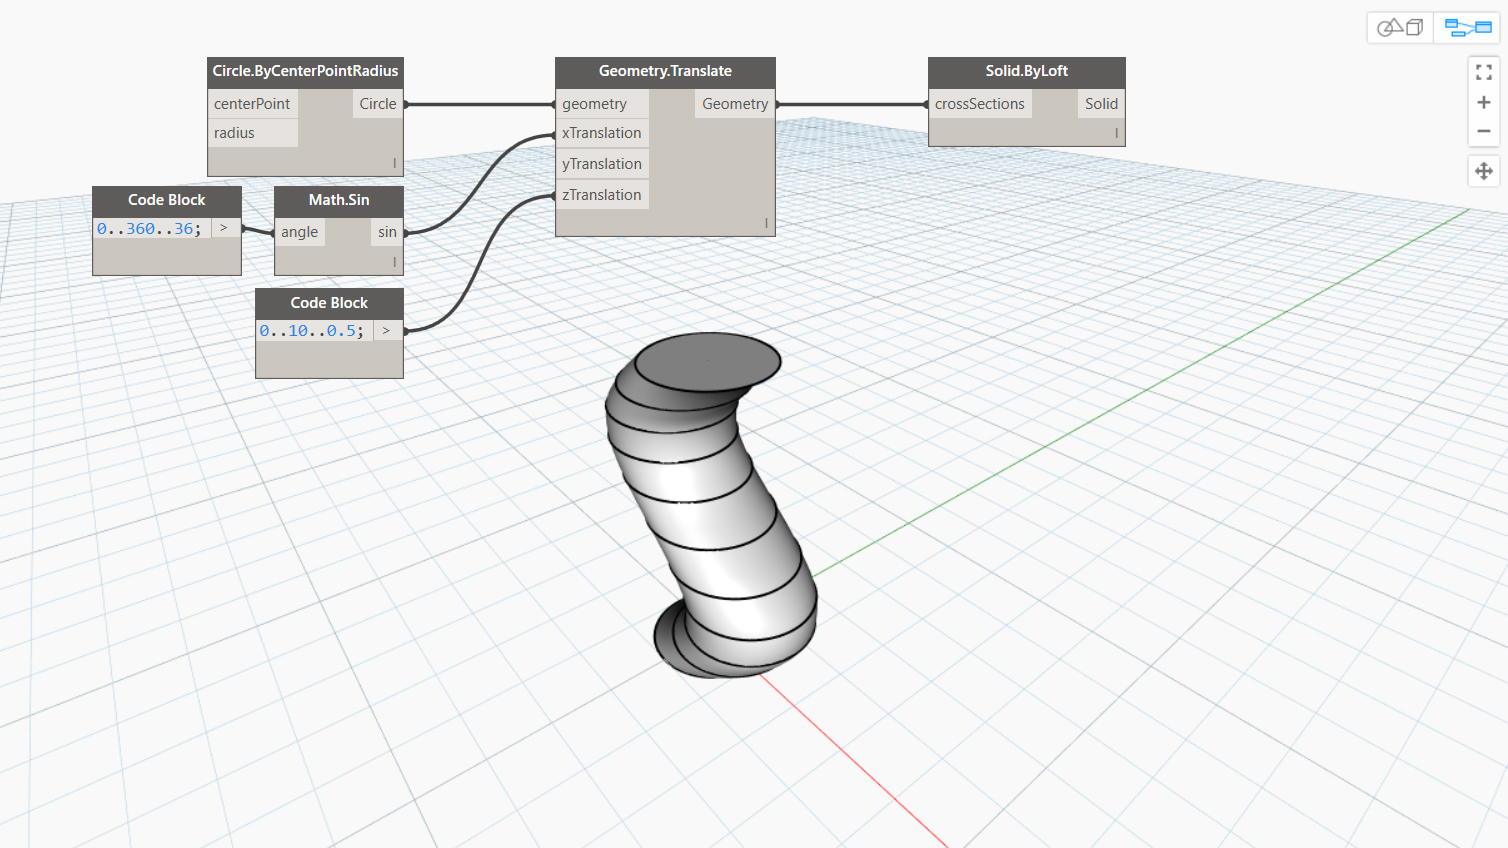 Circle.ByCenterPointRadius
centerPoint
Circle
radius
Geometry.Translate
geometry
Geometry
xTranslation
yTranslation
zTranslation
Solid.ByLoft
crossSections
Solid
Code Block
0..360..36;
>
Math.Sin
angle
sin
Code Block
0..10..0.5;
>